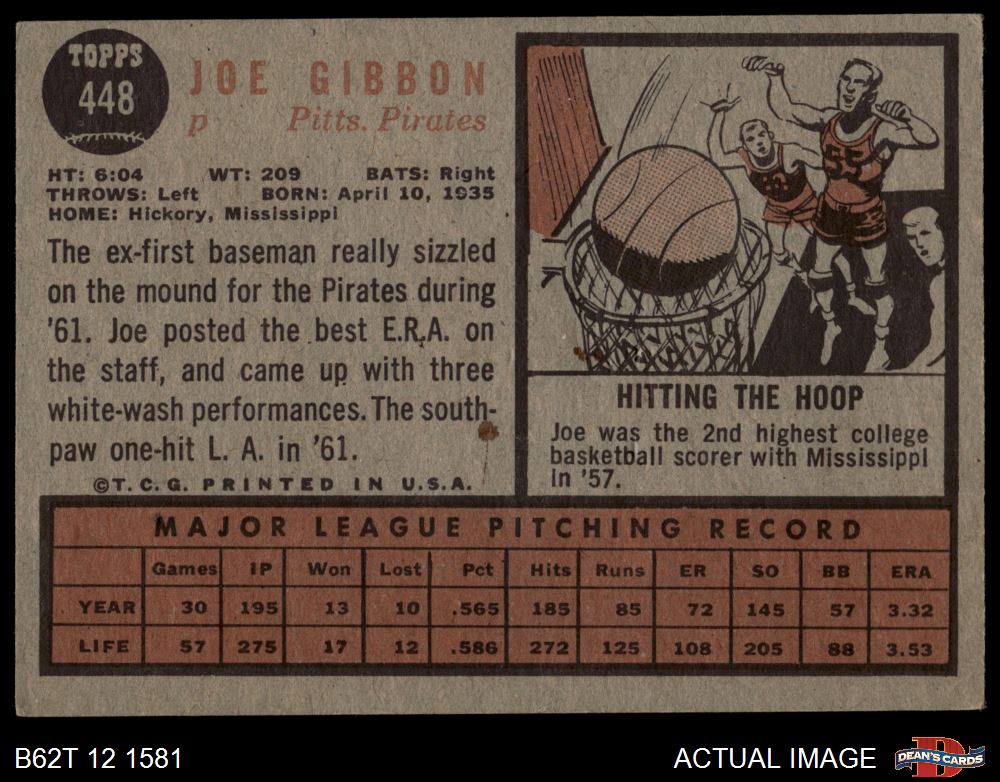 TOPPS
448
JOE GIBBON
p Pitts. Pirates
HT: 6:04 WT: 209 BATS: Right
THROWS: Left BORN: April 10, 1935
HOME: Hickory, Mississippi
The ex-first baseman really sizzled
on the mound for the Pirates during
'61. Joe posted the best E.R.A. on
the staff, and came up with three
white-wash performances. The south-
paw one-hit L. A. in '61.
©T. C. G. PRINTED IN U.S.A.
55
HITTING THE HOOP
Joe was the 2nd highest college
basketball scorer with Mississippi
in '57.
MAJOR LEAGUE PITCHING RECORD
Games IP Won Lost Pct Hits Runs ER SO BB ERA
YEAR 30 195 13 10 .565 185 85 72 145 57 3.32
LIFE 57 275 17 12 .586 272 125 108 205 88 3.53
B62T 12 1581
ACTUAL IMAGE
D
DEAN'S CARDS